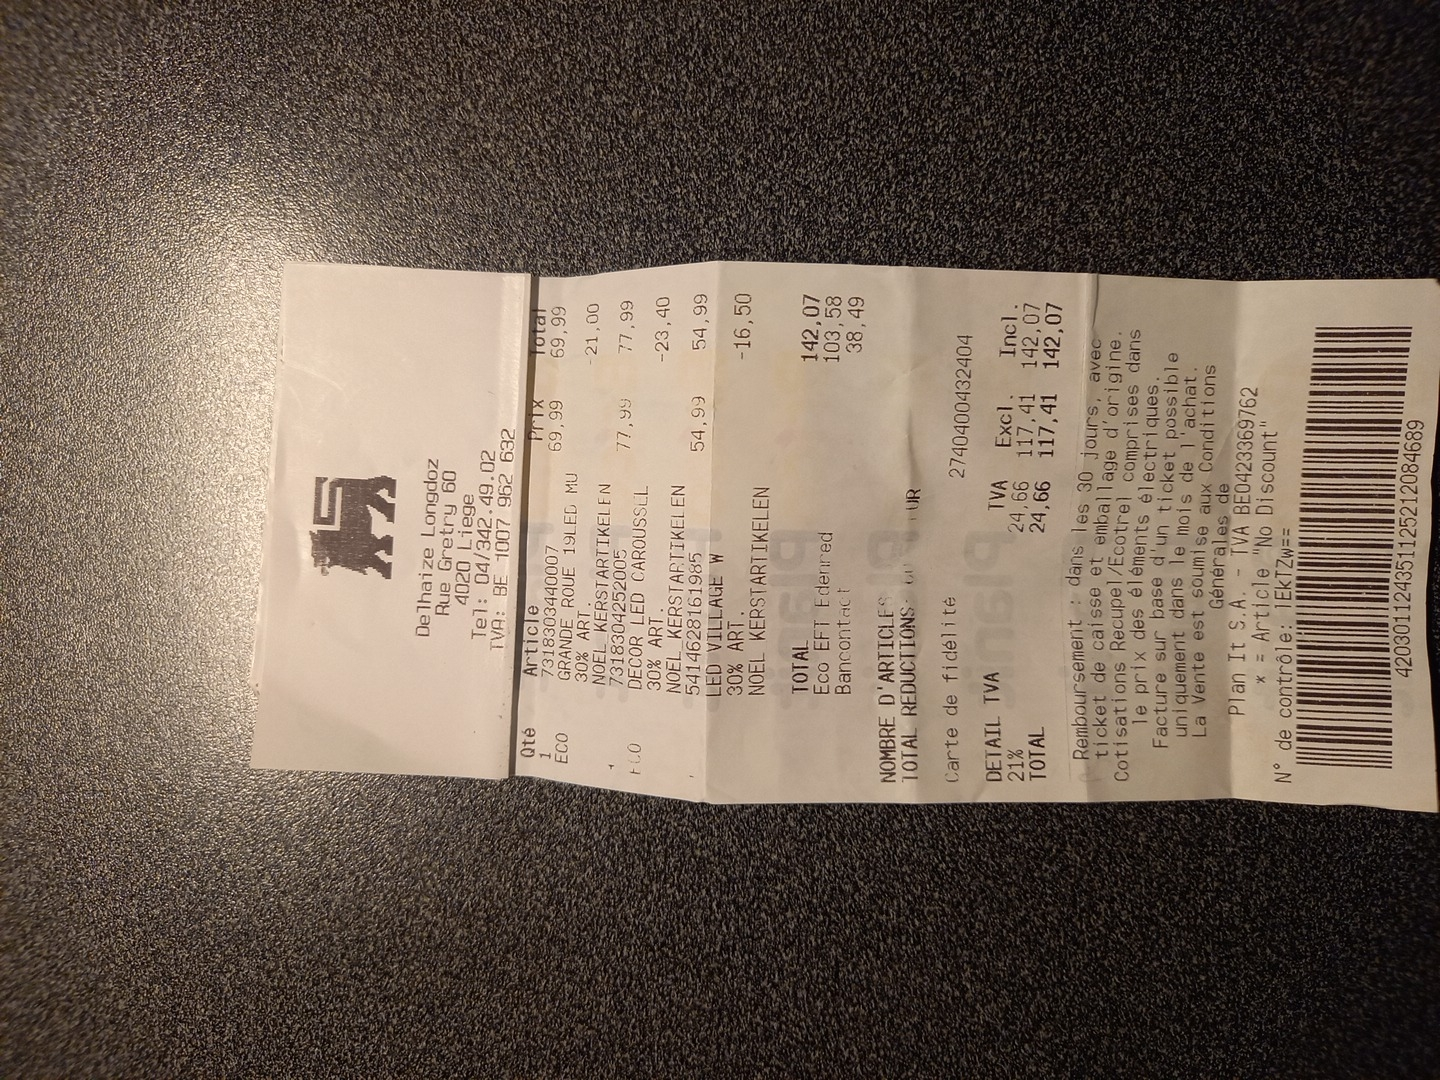 Delhaize Longdoz
Rue Gretry 60
4020 Liege
Tel: 04/342.49.02
TVA: BE 1007 962 632
Qté Article Prix Total
1 7318303440007 69,99 69,99
ECO GRANDE ROUE 19LED MU
30% ART. -21,00
NOEL_KERSTARTIKELEN
7318304252005 77,99 77,99
DECOR LED CAROUSSEL
30% ART. -23,40
NOEL_KERSTARTIKELEN
5414628161985 54,99 54,99
LED VILLAGE W
30% ART. -16,50
NOEL KERSTARTIKELEN
TOTAL 142,07
Eco EFT Edenred 103,58
Bancontact 38,49
NOMBRE D'ARTICLES
TOTAL REDUCTIONS:
Carte de fidélité 2740400432404
DETAIL TVA TVA Excl. Incl.
21% 24,66 117,41 142,07
TOTAL 24,66 117,41 142,07
Remboursement : dans les 30 jours, avec
ticket de caisse et emballage d'origine.
Cotisations Recupel/Ecotrel comprises dans
le prix des éléments électriques.
Facture sur base d'un ticket possible
uniquement dans le mois de l'achat.
La Vente est soumise aux Conditions
Générales de
Plan It S.A. - TVA BE0423369762
* = Article "No Discount"
N° de contrôle: lEkTZw==
4203011243511252112084689